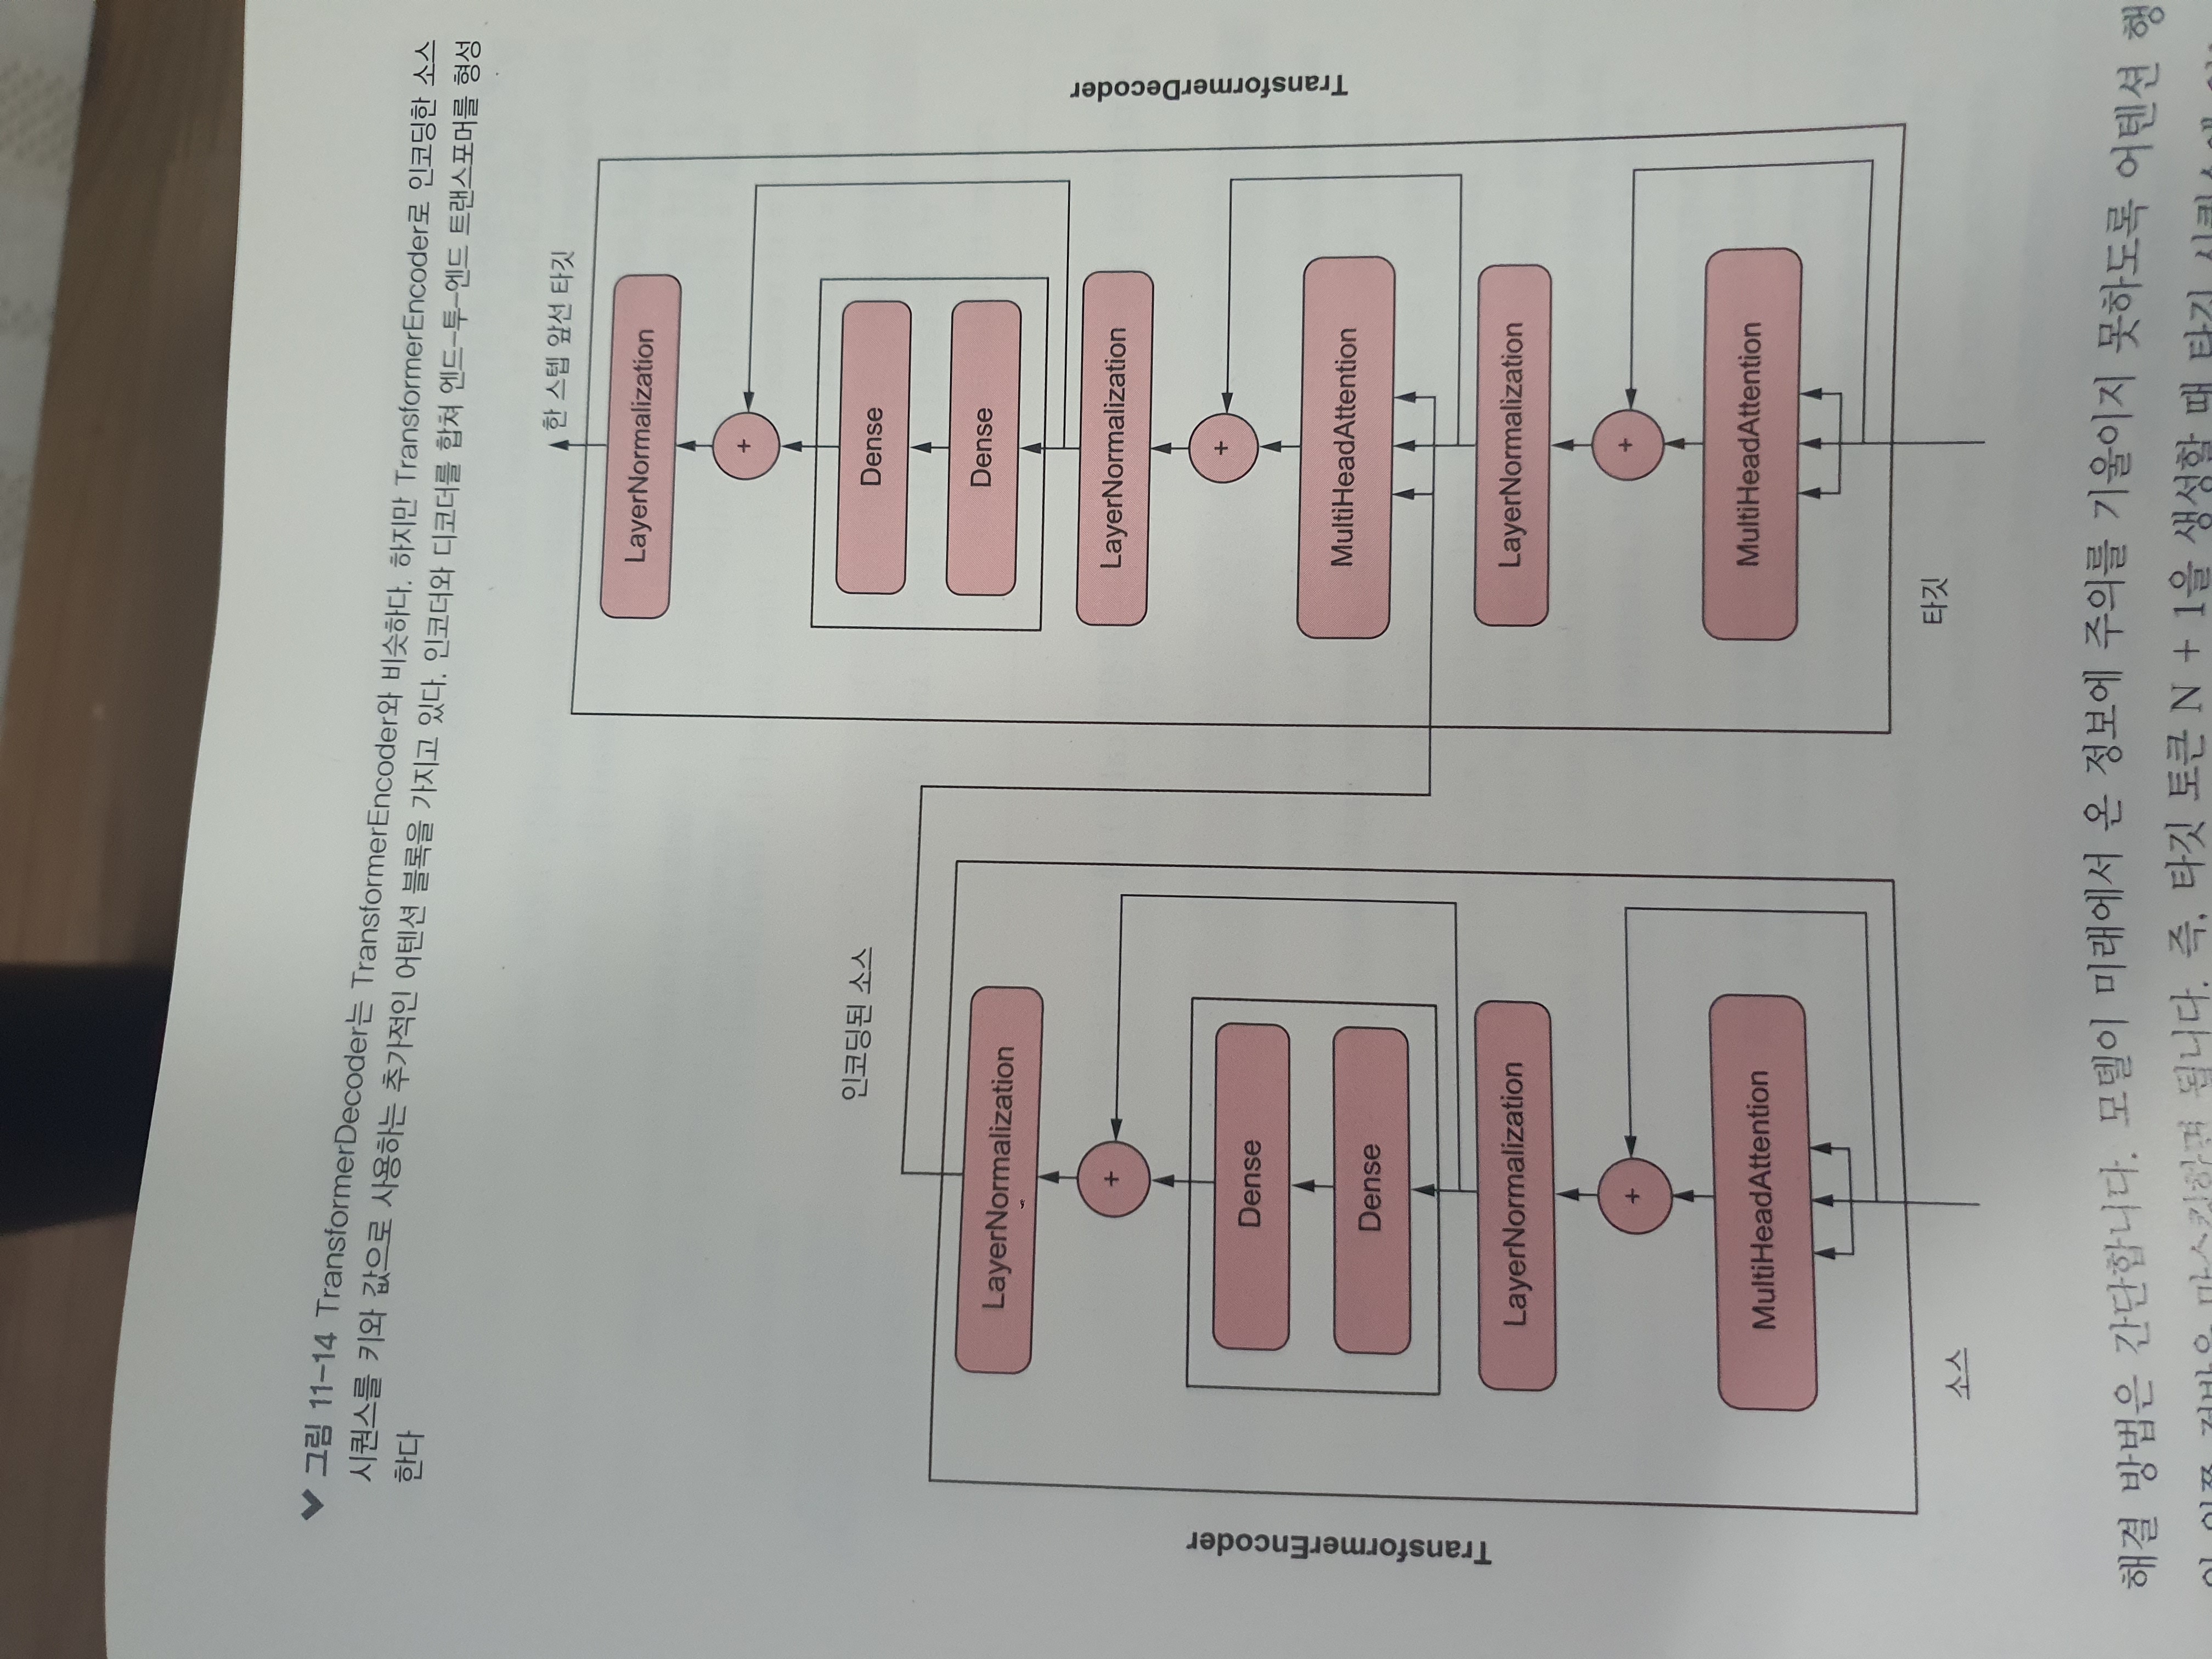 그림 11-14 TransformerDecoder는 TransformerEncoder와 비슷하다. 하지만 TransformerEncoder로 인코딩한 소스
시퀀스를 키와 값으로 사용하는 추가적인 어텐션 블록을 가지고 있다. 인코더와 디코더를 합쳐 엔드-투-엔드 트랜스포머를 형성
한다
인코딩된 소스
TransformerEncoder
LayerNormalization
+
Dense
Dense
LayerNormalization
+
MultiHeadAttention
소스
한 스텝 앞선 타깃
LayerNormalization
+
Dense
Dense
LayerNormalization
+
MultiHeadAttention
LayerNormalization
+
MultiHeadAttention
타깃
TransformerDecoder
해결 방법은 간단합니다. 모델이 미래에서 온 정보에 주의를 기울이지 못하도록 어텐션 행
마스킹하면 됩니다. 즉, 타깃 토큰 N + 1을 생성할 때 타깃